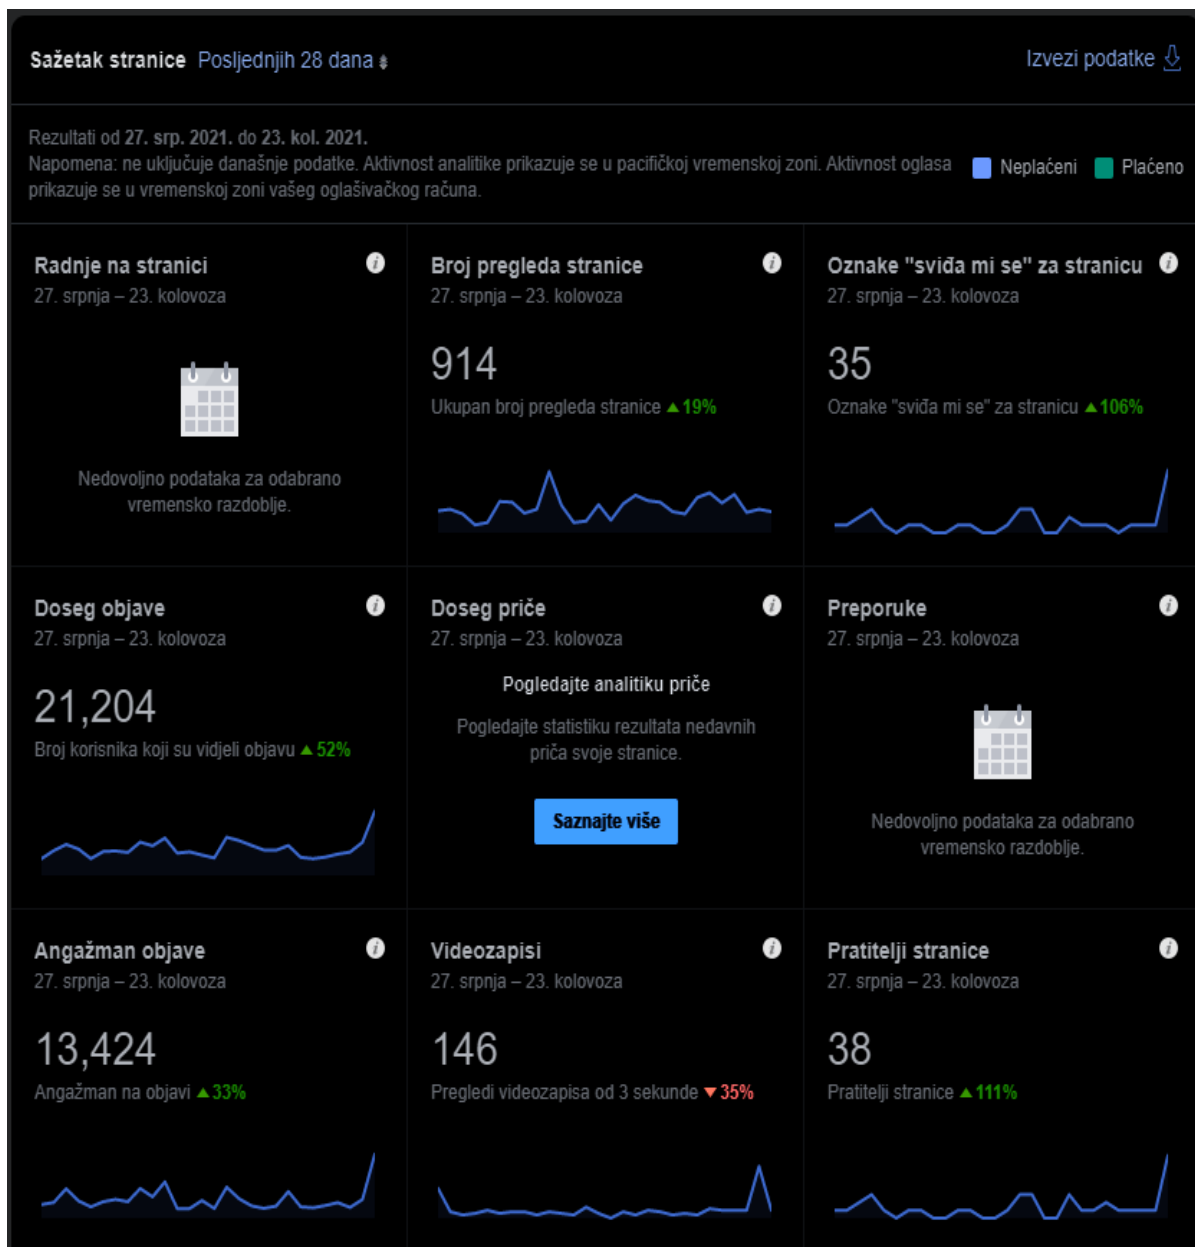 Sažetak stranice Posljednjih 28 dana
Izvezi podatke
Rezultati od 27. srp. 2021. do 23. kol. 2021.
Napomena: ne uključuje današnje podatke. Aktivnost analitike prikazuje se u pacifičkoj vremenskoj zoni. Aktivnost oglasa
prikazuje se u vremenskoj zoni vašeg oglašivačkog računa.
Neplaćeni Plaćeno
Radnje na stranici
27. srpnja – 23. kolovoza
Nedovoljno podataka za odabrano
vremensko razdoblje.
Broj pregleda stranice
27. srpnja – 23. kolovoza
914
Ukupan broj pregleda stranice ▲19%
Oznake "sviđa mi se" za stranicu
27. srpnja – 23. kolovoza
35
Oznake "sviđa mi se" za stranicu ▲106%
Doseg objave
27. srpnja – 23. kolovoza
21,204
Broj korisnika koji su vidjeli objavu ▲52%
Doseg priče
27. srpnja – 23. kolovoza
Pogledajte analitiku priče
Pogledajte statistiku rezultata nedavnih
priča svoje stranice.
Saznajte više
Preporuke
27. srpnja – 23. kolovoza
Nedovoljno podataka za odabrano
vremensko razdoblje.
Angažman objave
27. srpnja – 23. kolovoza
13,424
Angažman na objavi ▲33%
Videozapisi
27. srpnja – 23. kolovoza
146
Pregledi videozapisa od 3 sekunde ▼35%
Pratitelji stranice
27. srpnja – 23. kolovoza
38
Pratitelji stranice ▲111%